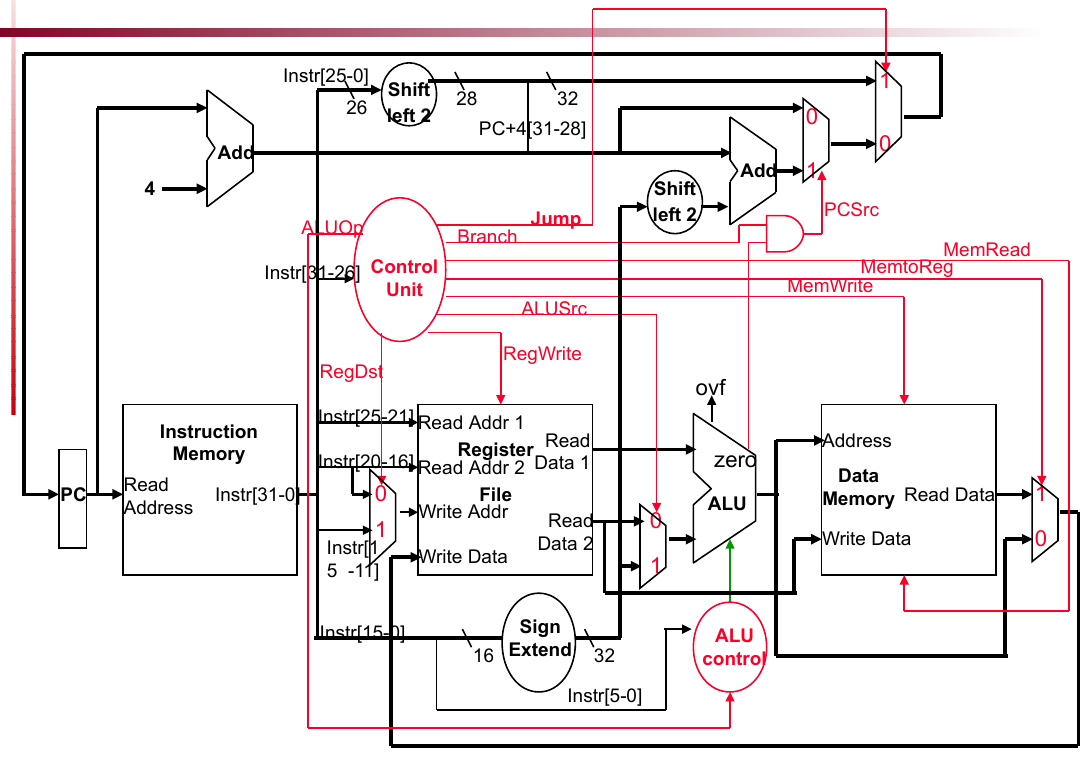 Instr[25-0]
Shift
left 2
26
28
32
PC+4[31-28]
1
0
0
1
Add
Add
4
Shift
left 2
PCSrc
Jump
ALUOp
Branch
MemRead
MemtoReg
MemWrite
Instr[31-26]
Control
Unit
ALUSrc
RegWrite
RegDst
ovf
Instruction
Memory
Instr[25-21]
Read Addr 1
Register
Read
Data 1
zero
Address
Data
Memory
Instr[20-16]
Read Addr 2
File
PC
Read
Address
Instr[31-0]
0
1
Write Addr
Read
Data 2
0
1
ALU
Read Data
1
0
Instr[1
5 -11]
Write Data
Write Data
Instr[15-0]
16
Sign
Extend
32
ALU
control
Instr[5-0]